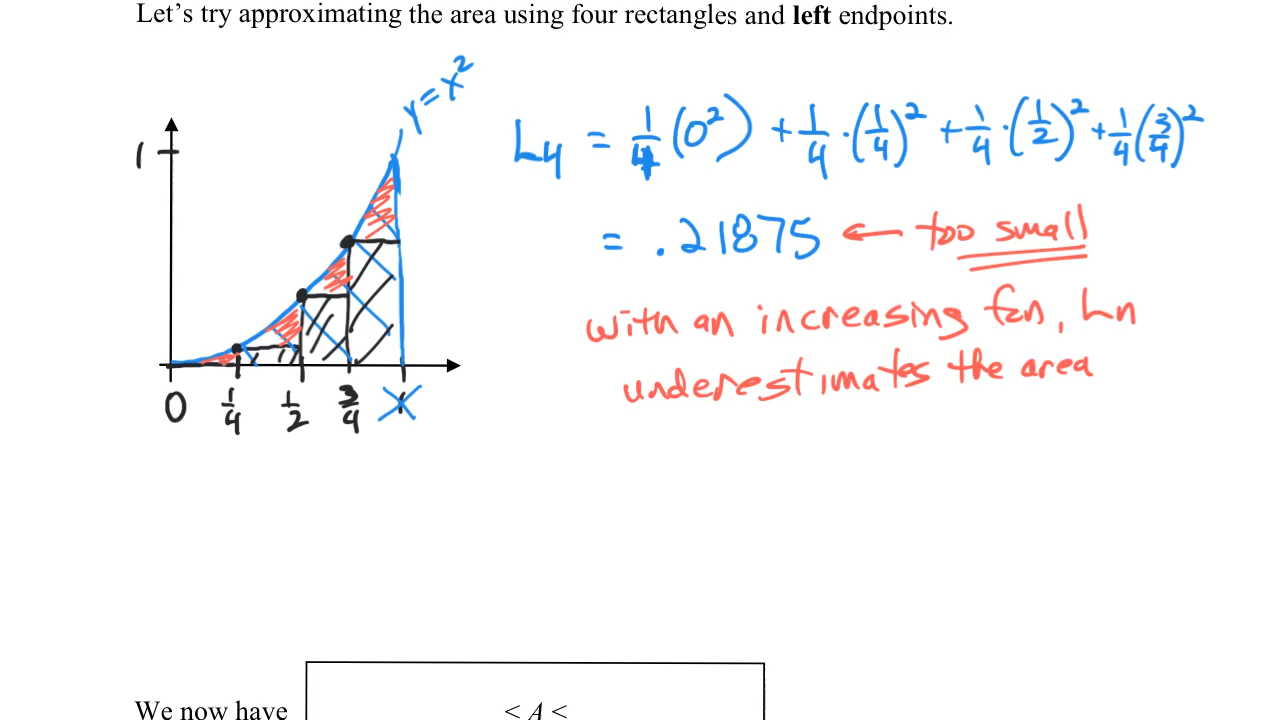 Let’s try approximating the area using four rectangles and left endpoints.
y=x²
1
L₄ = 1/4 (0²) + 1/4 · (1/4)² + 1/4 · (1/2)² + 1/4 (3/4)²
= .21875 ← too small
with an increasing fcn, Ln
underestimates the area
0 1/4 1/2 3/4
We now have < A <